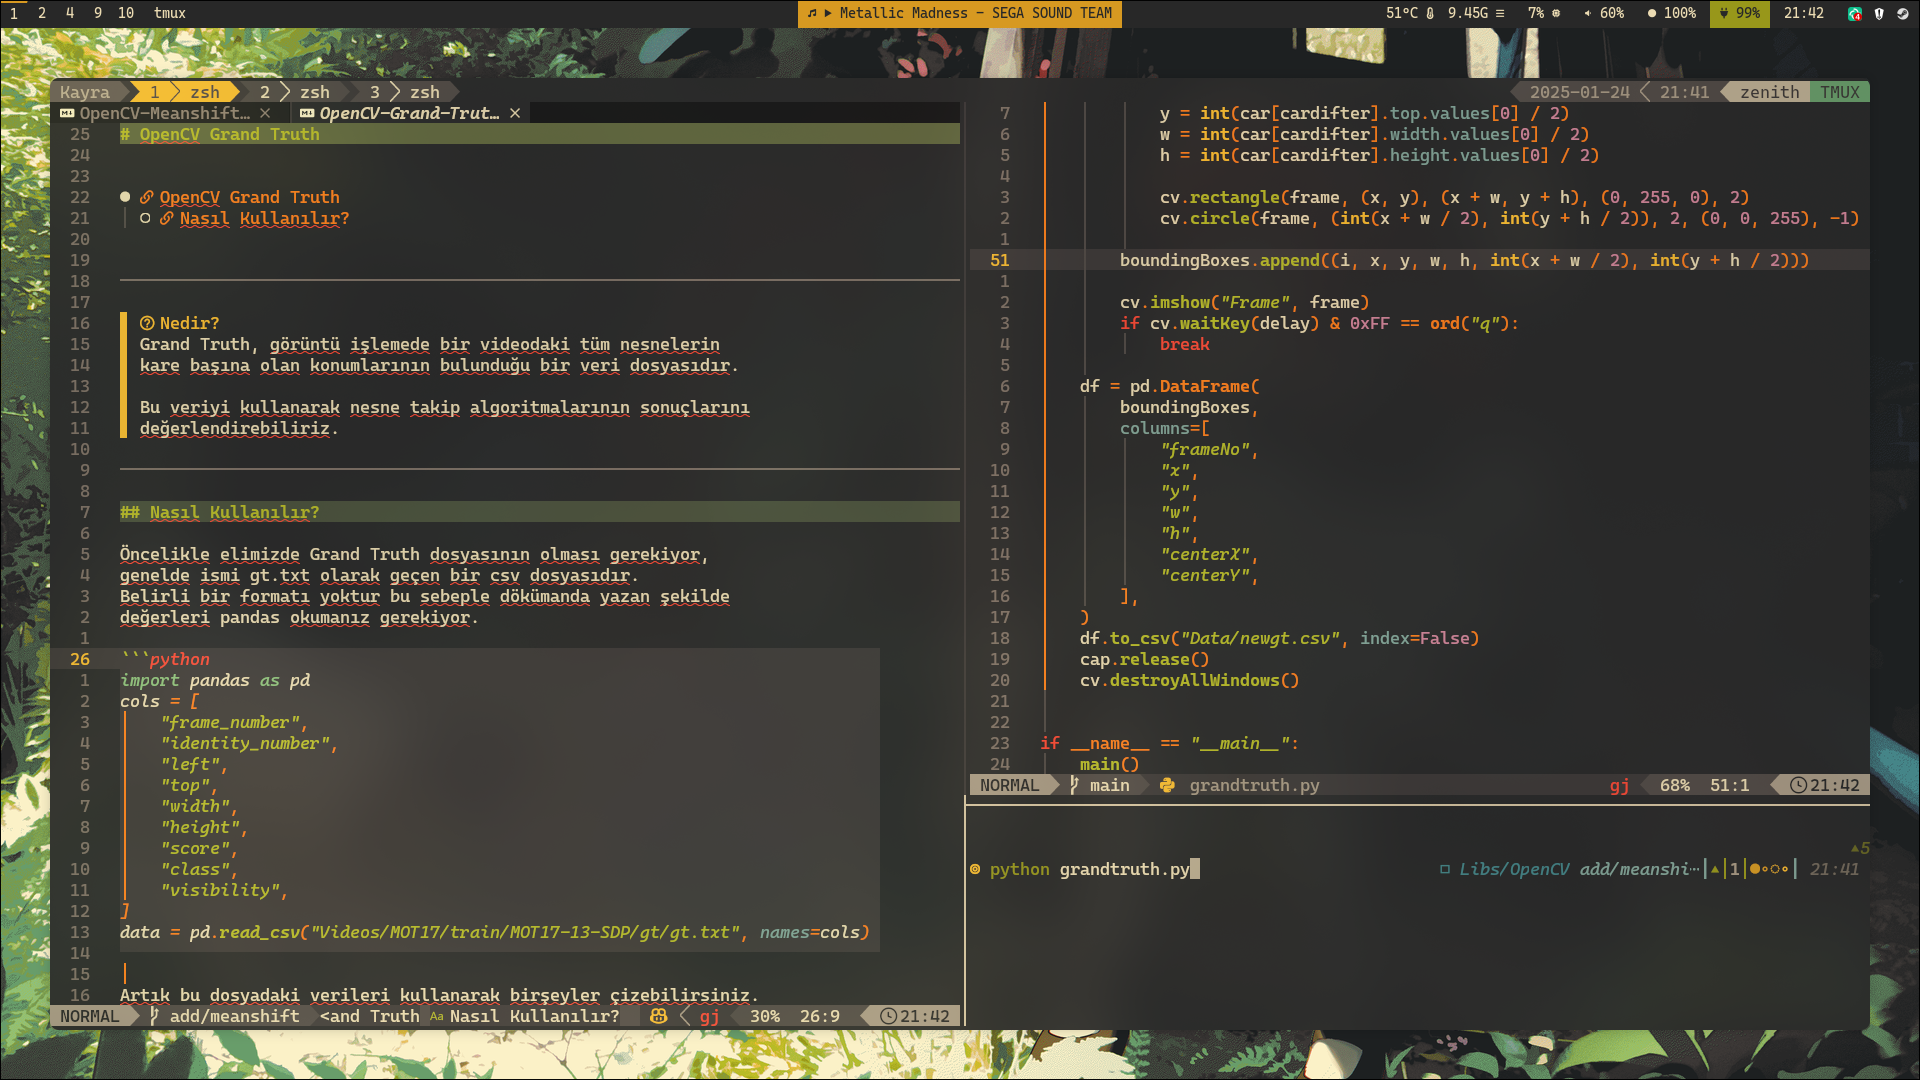 1 2 4 9 10 tmux
Metallic Madness - SEGA SOUND TEAM
51°C 9.45G 7% 60% 100% 99% 21:42
Kayra 1 zsh 2 zsh 3 zsh
2025-01-24 21:41 zenith TMUX
OpenCV-Meanshift… × OpenCV-Grand-Trut… ×
25 # OpenCV Grand Truth
24
23
22 OpenCV Grand Truth
21 Nasıl Kullanılır?
20
19
18
17
16 Nedir?
15 Grand Truth, görüntü işlemede bir videodaki tüm nesnelerin
14 kare başına olan konumlarının bulunduğu bir veri dosyasıdır.
13
12 Bu veriyi kullanarak nesne takip algoritmalarının sonuçlarını
11 değerlendirebiliriz.
10
9
8
7 ## Nasıl Kullanılır?
6
5 Öncelikle elimizde Grand Truth dosyasının olması gerekiyor,
4 genelde ismi gt.txt olarak geçen bir csv dosyasıdır.
3 Belirli bir formatı yoktur bu sebeple dökümanda yazan şekilde
2 değerleri pandas okumanız gerekiyor.
1
26 ```python
1 import pandas as pd
2 cols = [
3 "frame_number",
4 "identity_number",
5 "left",
6 "top",
7 "width",
8 "height",
9 "score",
10 "class",
11 "visibility",
12 ]
13 data = pd.read_csv("Videos/MOT17/train/MOT17-13-SDP/gt/gt.txt", names=cols)
14
15
16 Artık bu dosyadaki verileri kullanarak birşeyler çizebilirsiniz.
NORMAL add/meanshift <and Truth Aa Nasıl Kullanılır? gj 30% 26:9 21:42
7 y = int(car[cardifter].top.values[0] / 2)
6 w = int(car[cardifter].width.values[0] / 2)
5 h = int(car[cardifter].height.values[0] / 2)
4
3 cv.rectangle(frame, (x, y), (x + w, y + h), (0, 255, 0), 2)
2 cv.circle(frame, (int(x + w / 2), int(y + h / 2)), 2, (0, 0, 255), -1)
1
51 boundingBoxes.append((i, x, y, w, h, int(x + w / 2), int(y + h / 2)))
1
2 cv.imshow("Frame", frame)
3 if cv.waitKey(delay) & 0xFF == ord("q"):
4 break
5
6 df = pd.DataFrame(
7 boundingBoxes,
8 columns=[
9 "frameNo",
10 "x",
11 "y",
12 "w",
13 "h",
14 "centerX",
15 "centerY",
16 ],
17 )
18 df.to_csv("Data/newgt.csv", index=False)
19 cap.release()
20 cv.destroyAllWindows()
21
22
23 if __name__ == "__main__":
24 main()
NORMAL main grandtruth.py gj 68% 51:1 21:42
▲5
python grandtruth.py Libs/OpenCV add/meanshi…|▲|1| 21:41